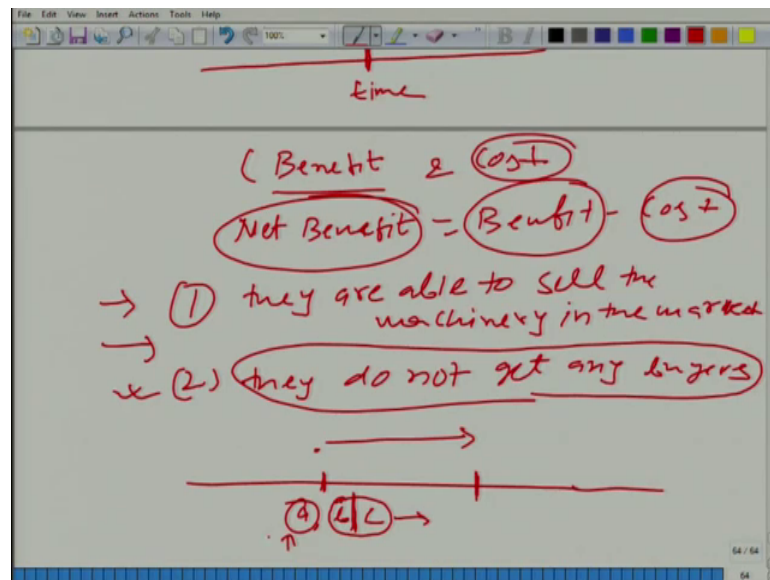 File Edit View Insert Actions Tools Help
100%
B I
time
( Benefit & Cost
Net Benefit = Benefit - Cost
→ (1) they are able to sell the
machinery in the market
→
(2) they do not get any buyers
a b c →
64 / 64
64